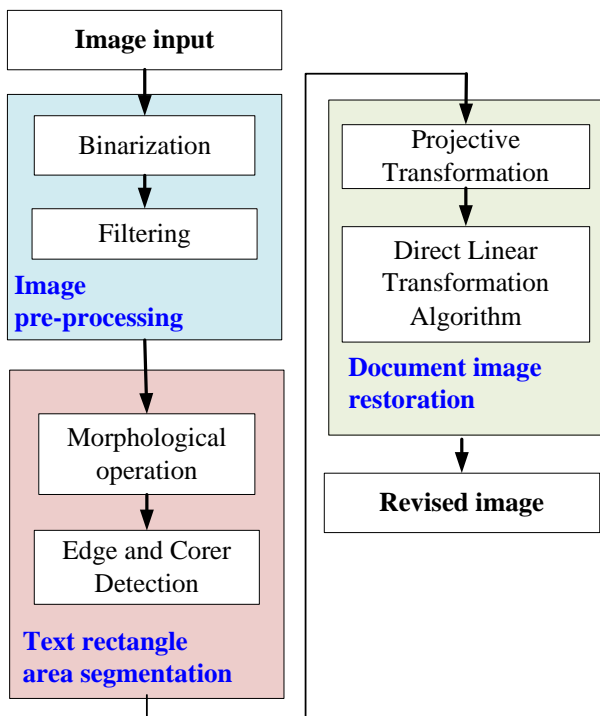 Image input
Binarization
Filtering
Image
pre-processing
Morphological
operation
Edge and Corer
Detection
Text rectangle
area segmentation
Projective
Transformation
Direct Linear
Transformation
Algorithm
Document image
restoration
Revised image